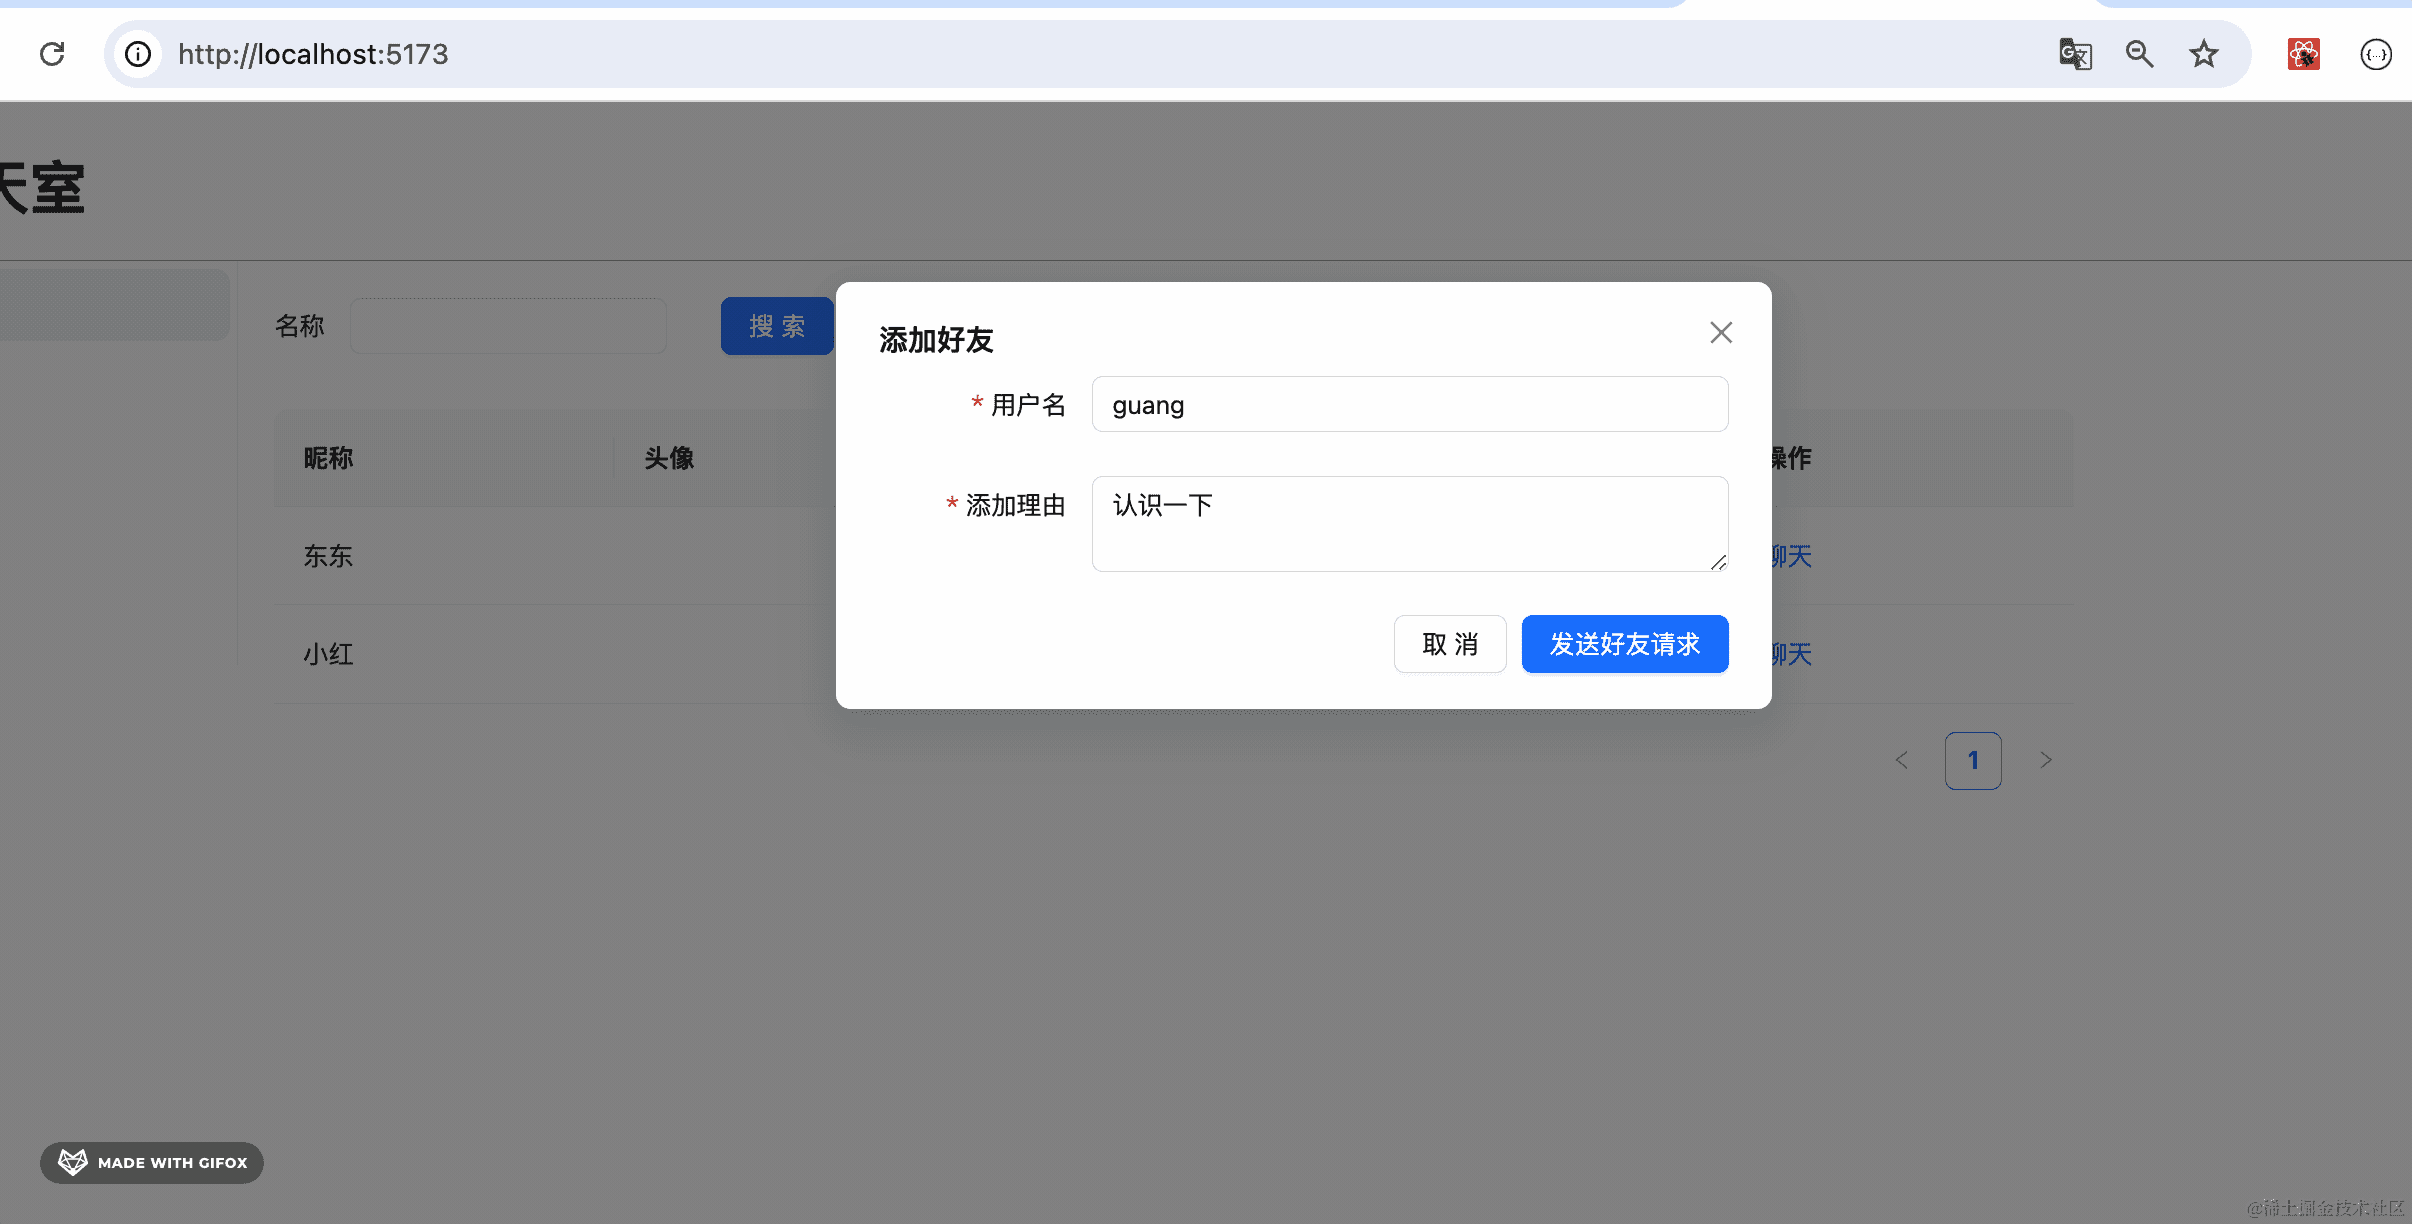 http://localhost:5173
天室
名称
搜 索
添加好友
* 用户名
guang
* 添加理由
认识一下
取 消
发送好友请求
昵称
头像
操作
东东
聊天
小红
聊天
1
MADE WITH GIFOX
@稀土掘金技术社区